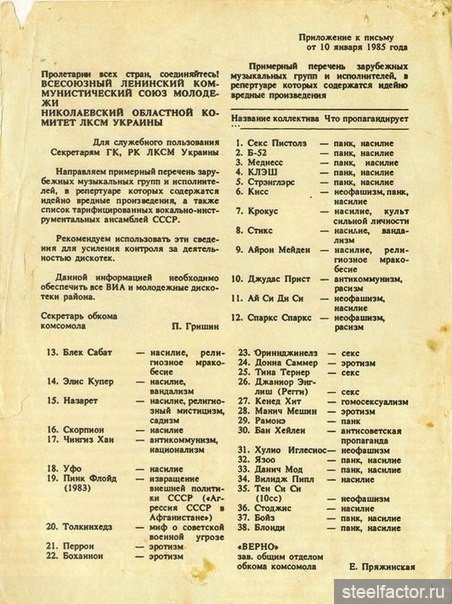 Приложение к письму
от 10 января 1985 года
Пролетарии всех стран, соединяйтесь!
ВСЕСОЮЗНЫЙ ЛЕНИНСКИЙ КОМ-
МУНИСТИЧЕСКИЙ СОЮЗ МОЛОДЕ-
ЖИ
НИКОЛАЕВСКИЙ ОБЛАСТНОЙ КО-
МИТЕТ ЛКСМ УКРАИНЫ
Для служебного пользования
Секретарям ГК, РК ЛКСМ Украины
Направляем примерный перечень зару-
бежных музыкальных групп и исполните-
лей, в репертуаре которых содержатся
идейно вредные произведения, а также
список тарифицированных вокально-инст-
рументальных ансамблей СССР.
Рекомендуем использовать эти сведе-
ния для усиления контроля за деятель-
ностью дискотек.
Данной информацией необходимо
обеспечить все ВИА и молодежные диско-
теки района.
Секретарь обкома
комсомола П. Гришин
Примерный перечень зарубежных
музыкальных групп и исполнителей, в
репертуаре которых содержатся идейно
вредные произведения
Название коллектива Что пропагандирует
1. Секс Пистолз — панк, насилие
2. Б-52 — панк, насилие
3. Меднесс — панк, насилие
4. КЛЭШ — панк, насилие
5. Стрэнглэрс — панк, насилие
6. Кисс — неофашизм, панк,
насилие
7. Крокус — насилие, культ
сильной личности
8. Стикс — насилие, ванда-
лизм
9. Айрон Мейден — насилие, рели-
гиозное мрако-
бесие
10. Джудас Прист — антикоммунизм,
расизм
11. Ай Си Ди Си — неофашизм,
насилие
12. Спаркс Спаркс — неофашизм,
расизм
13. Блек Сабат — насилие, рели-
гиозное мрако-
бесие
14. Элис Купер — насилие,
вандализм
15. Назарет — насилие, религиоз-
ный мистицизм,
садизм
16. Скорпион — насилие
17. Чингиз Хан — антикоммунизм,
национализм
18. Уфо — насилие
19. Пинк Флойд — извращение
(1983) внешней полити-
ки СССР («Аг-
рессия СССР в
Афганистане»)
20. Толкинхедз — миф о советской
военной угрозе
21. Перрон — эротизм
22. Боханнон — эротизм
23. Ориннджинелз — секс
24. Донна Саммер — эротизм
25. Тина Тернер — секс
26. Джаниор Энг-
лиш (Регги) — секс
27. Кенед Хит — гомосексуализм
28. Манич Мешин — эротизм
29. Рамонэ — панк
30. Бан Хейлен — антисоветская
пропаганда
31. Хулио Иглесиос— неофашизм
32. Язоо — панк, насилие
33. Данич Мод — панк, насилие
34. Вилидж Пипл — насилие
35. Тен Си Си
(10сс) — неофашизм
36. Стоджис — насилие
37. Бойз — панк, насилие
38. Блонди — панк, насилие
«ВЕРНО»
зав. общим отделом
обкома комсомола Е. Пряжинская
steelfactor.ru